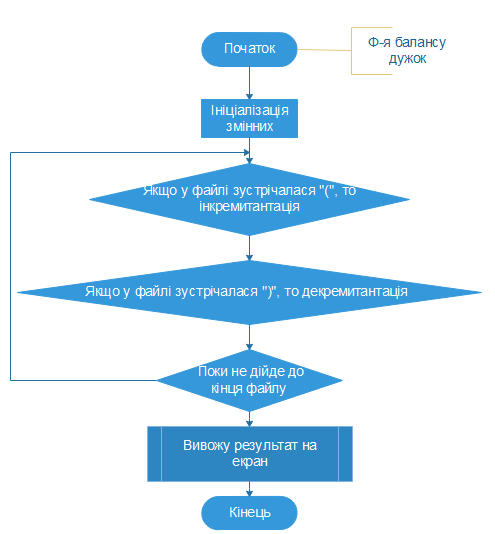 Початок
Ф-я балансу
дужок
Ініціалізація
змінних
Якщо у файлі зустрічалася "(", то
інкремитантація
Якщо у файлі зустрічалася ")", то декремитантація
Поки не дійде до
кінця файлу
Вивожу результат на
екран
Кінець